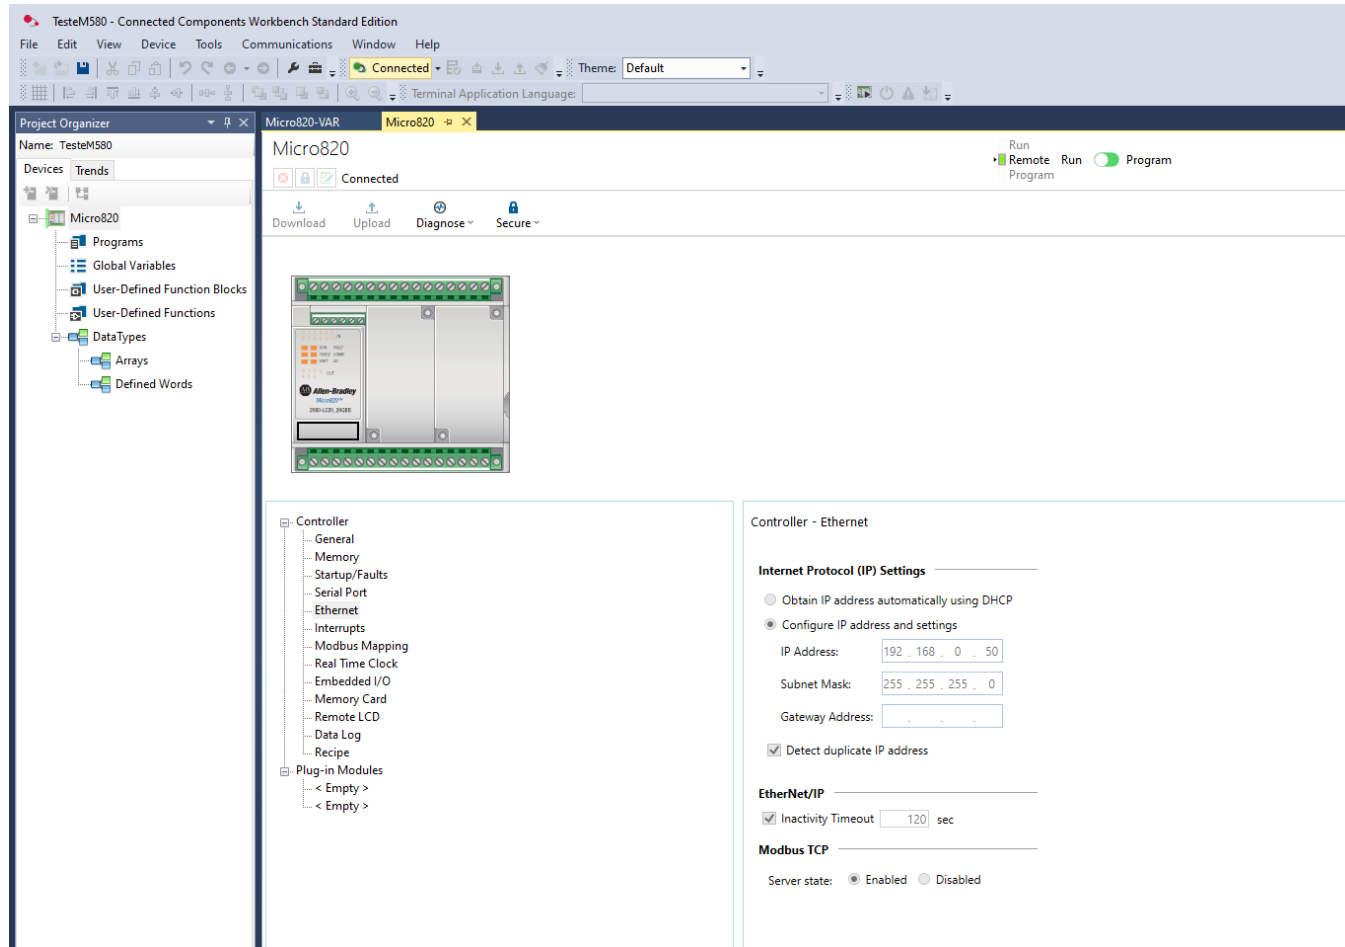 TesteM580 - Connected Components Workbench Standard Edition
File Edit View Device Tools Communications Window Help
Connected Theme: Default
Terminal Application Language:
Project Organizer
Name: TesteM580
Devices Trends
Micro820
Programs
Global Variables
User-Defined Function Blocks
User-Defined Functions
DataTypes
Arrays
Defined Words
Micro820-VAR Micro820
Micro820
Connected
Run
Remote Run Program
Program
Download Upload Diagnose Secure
Allen-Bradley
Micro820
2080-LC20_20QBB
Controller
General
Memory
Startup/Faults
Serial Port
Ethernet
Interrupts
Modbus Mapping
Real Time Clock
Embedded I/O
Memory Card
Remote LCD
Data Log
Recipe
Plug-in Modules
< Empty >
< Empty >
Controller - Ethernet
Internet Protocol (IP) Settings
Obtain IP address automatically using DHCP
Configure IP address and settings
IP Address: 192 . 168 . 0 . 50
Subnet Mask: 255 . 255 . 255 . 0
Gateway Address: . . .
Detect duplicate IP address
EtherNet/IP
Inactivity Timeout 120 sec
Modbus TCP
Server state: Enabled Disabled